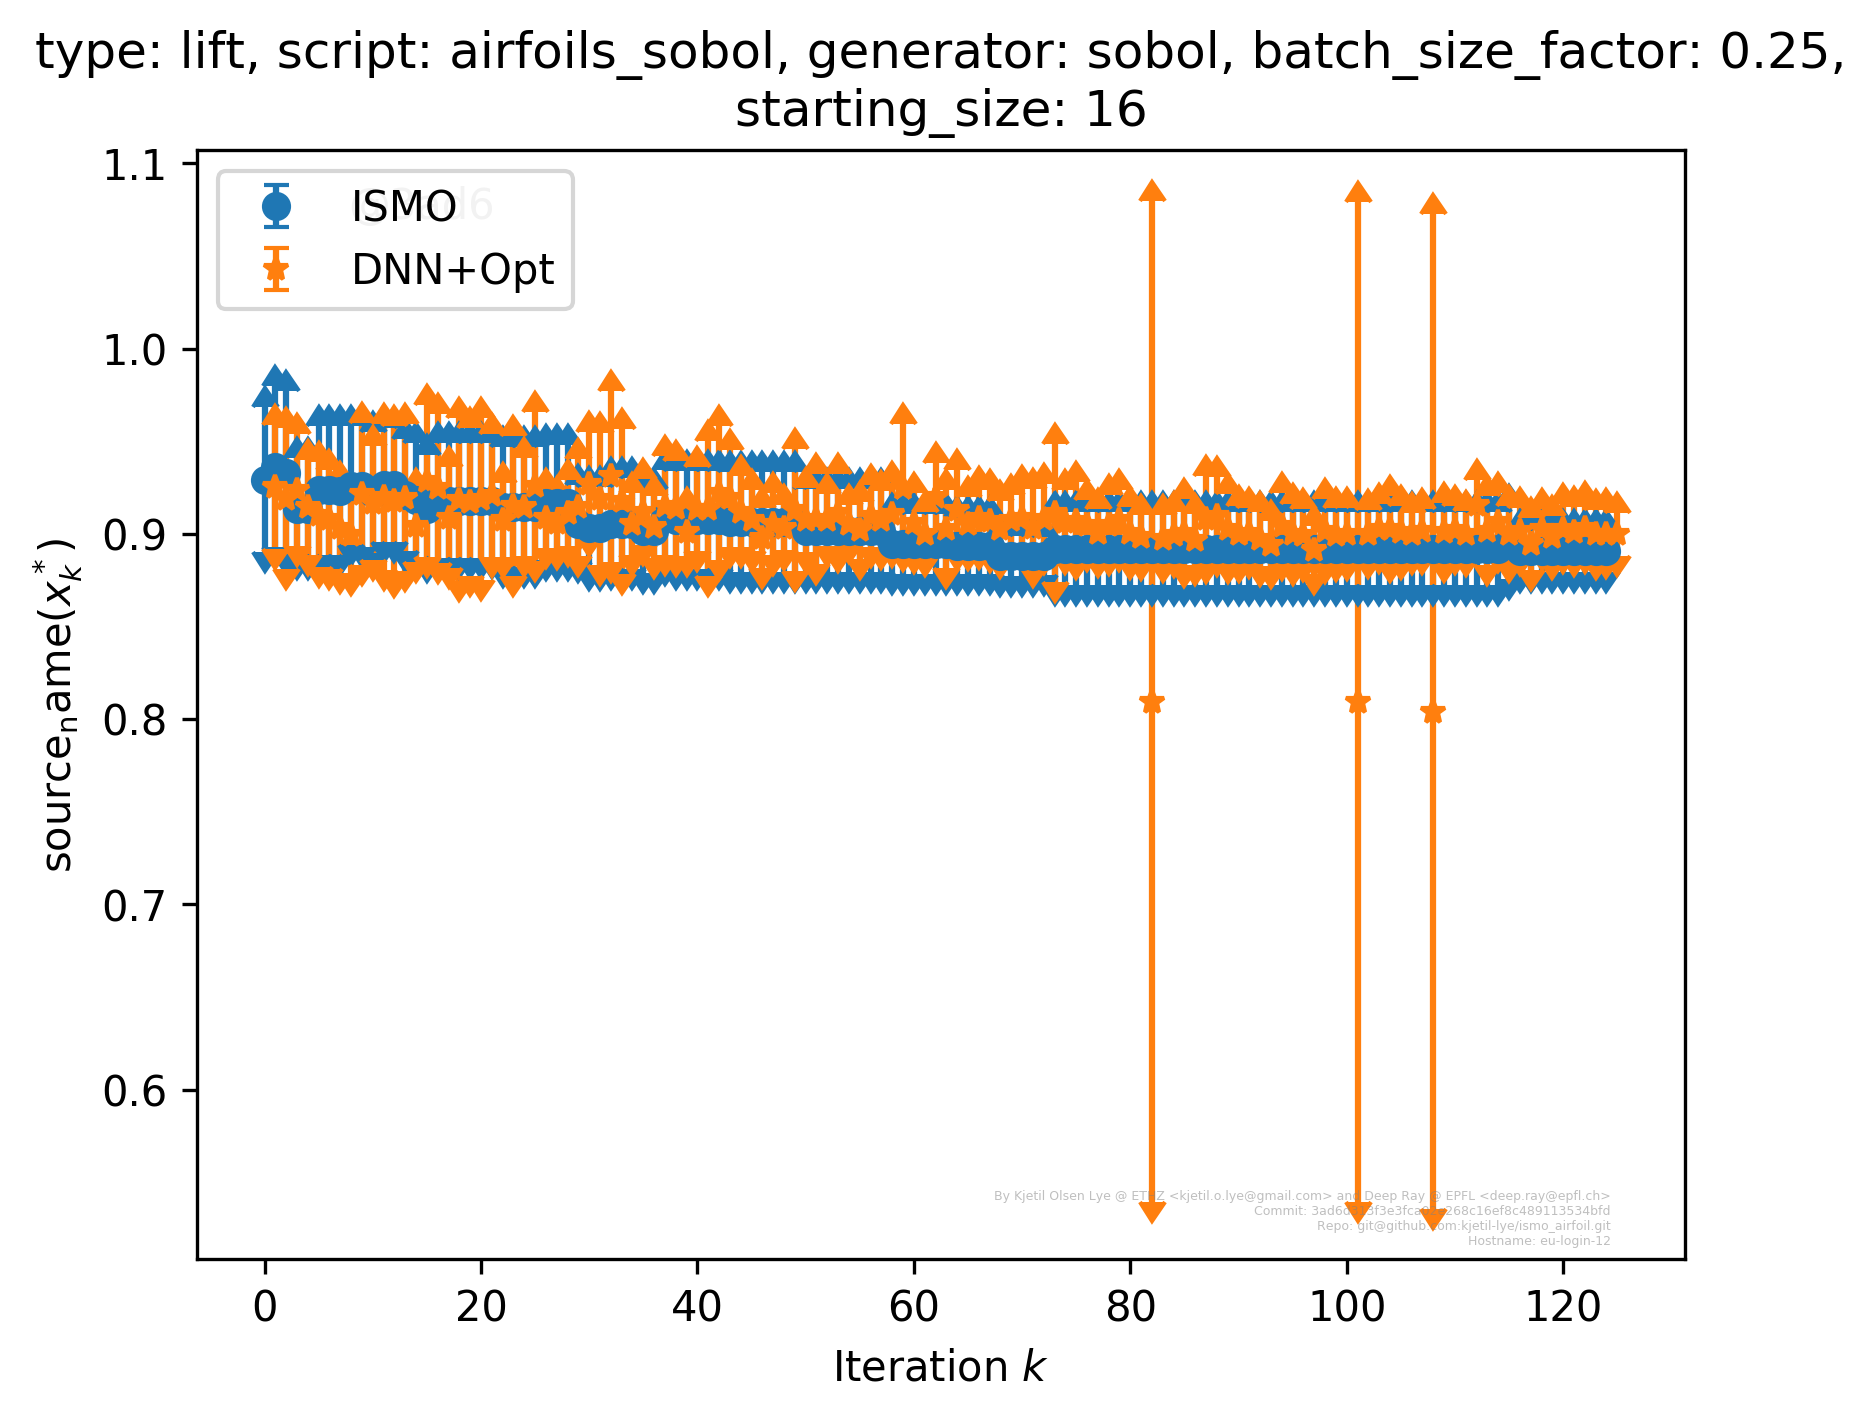 type: lift, script: airfoils_sobol, generator: sobol, batch_size_factor: 0.25,
starting_size: 16
1.1
1.0
0.9
0.8
0.7
0.6
source_name(x*_k)
ISMO
DNN+Opt
By Kjetil Olsen Lye @ ETHZ <kjetil.o.lye@gmail.com> and Deep Ray @ EPFL <deep.ray@epfl.ch>
Commit:
Repo: git@github.com:kjetil-lye/ismo_airfoil.git
Hostname: eu-login-12
0 20 40 60 80 100 120
Iteration k